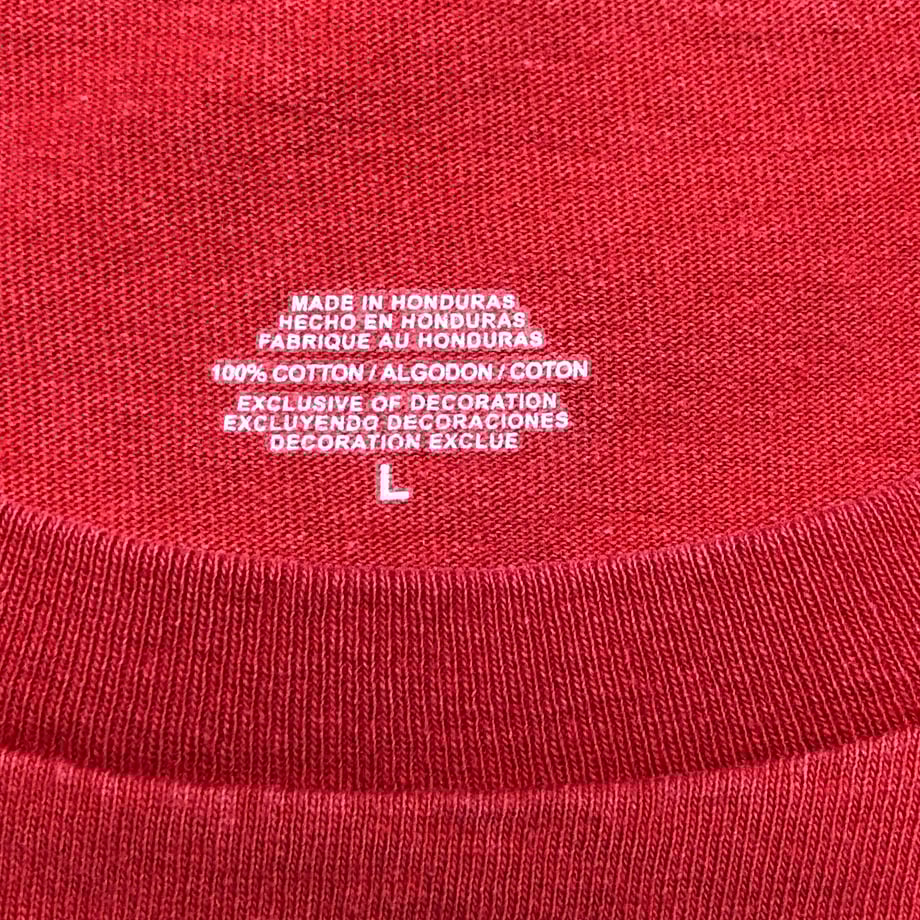 MADE IN HONDURAS
HECHO EN HONDURAS
FABRIQUE AU HONDURAS
100% COTTON / ALGODON / COTON
EXCLUSIVE OF DECORATION
EXCLUYENDO DECORACIONES
DECORATION EXCLUE
L